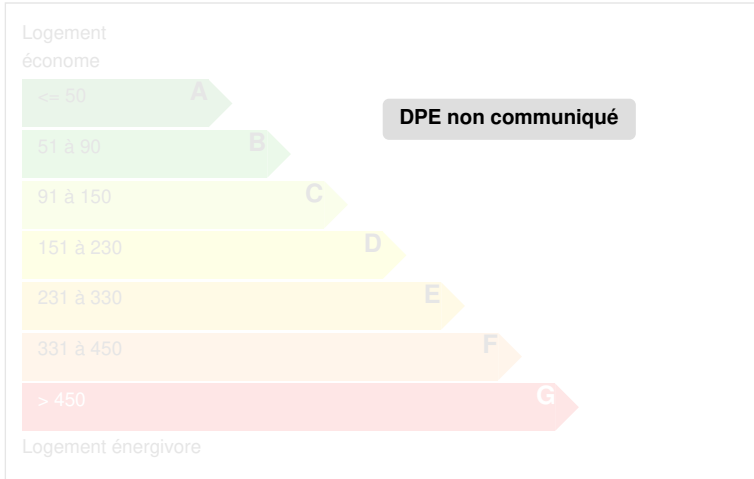 Logement
économe
<= 50 A
DPE non communiqué
51 à 90 B
91 à 150 C
151 à 230 D
231 à 330 E
331 à 450 F
> 450 G
Logement énergivore